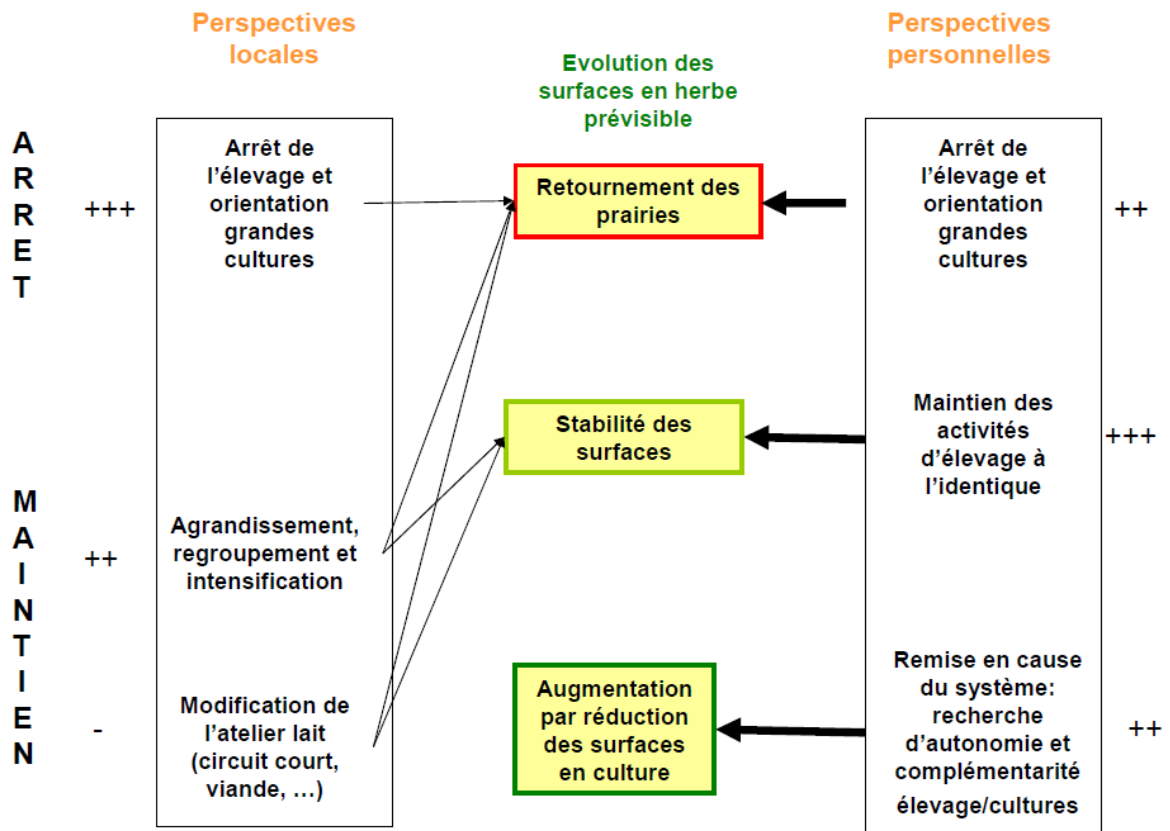 Perspectives
locales
Evolution des
surfaces en herbe
prévisible
Perspectives
personnelles
A
R
R
E
T
+++
Arrêt de
l'élevage et
orientation
grandes
cultures
Retournement des
prairies
Arrêt de
l'élevage et
orientation
grandes
cultures
++
Stabilité des
surfaces
Maintien des
activités
d'élevage à
l'identique
+++
M
A
I
N
T
I
E
N
++
Agrandissement,
regroupement et
intensification
-
Modification de
l'atelier lait
(circuit court,
viande, …)
Augmentation
par réduction
des surfaces
en culture
Remise en cause
du système:
recherche
d'autonomie et
complémentarité
élevage/cultures
++